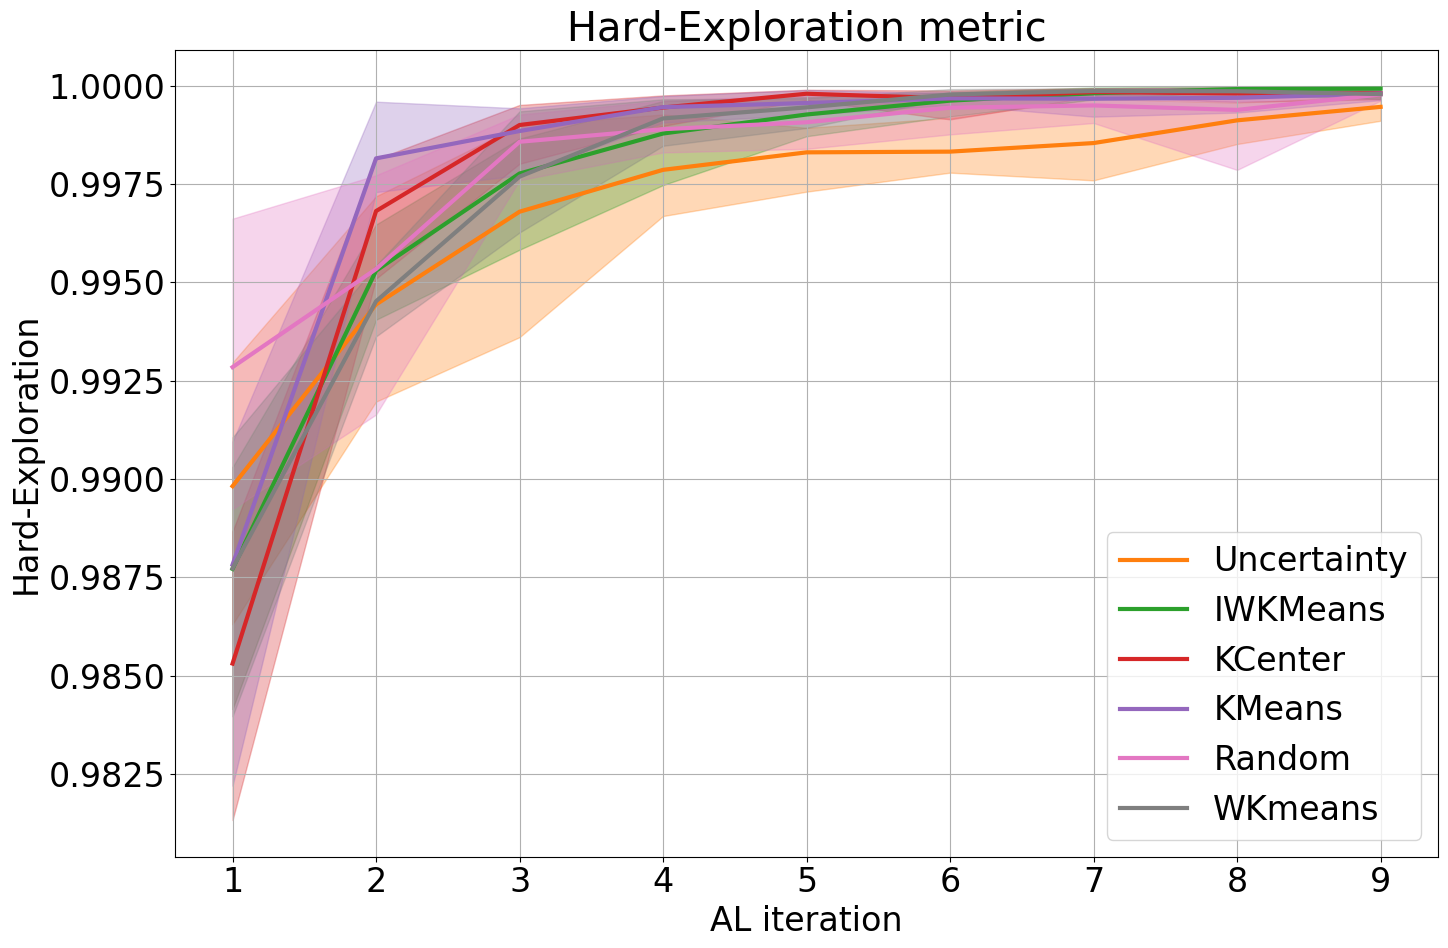 Hard-Exploration metric
Hard-Exploration
1.0000
0.9975
0.9950
0.9925
0.9900
0.9875
0.9850
0.9825
Uncertainty
IWKMeans
KCenter
KMeans
Random
WKmeans
1 2 3 4 5 6 7 8 9
AL iteration